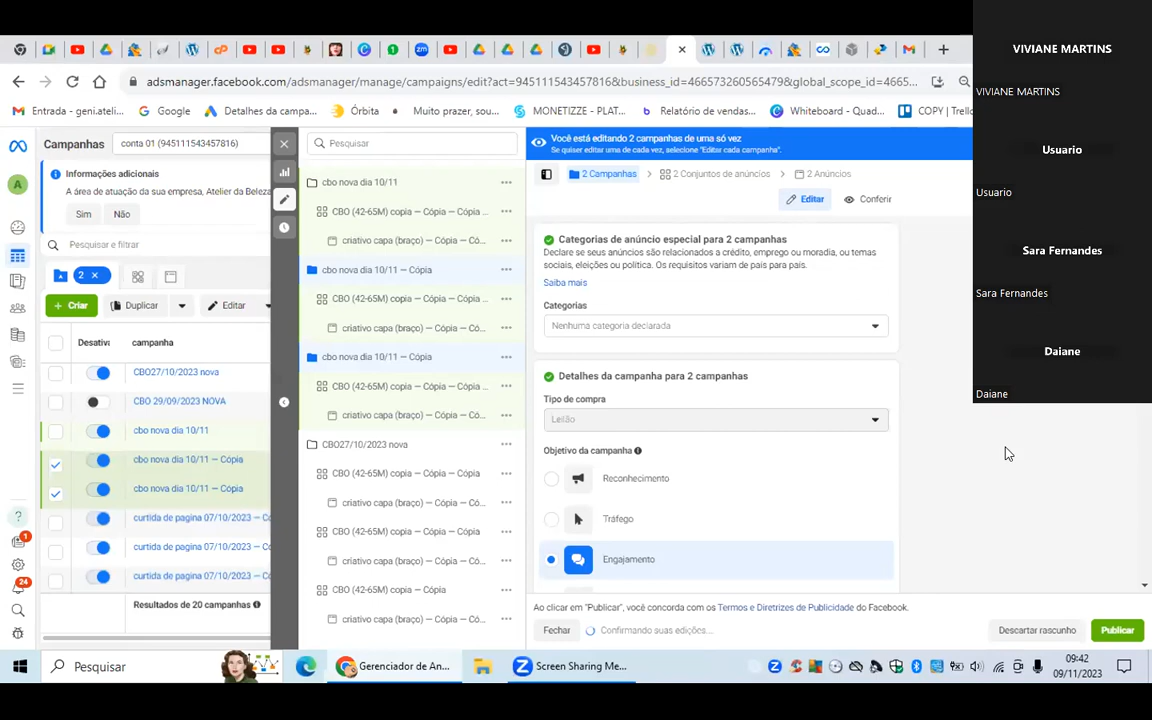 adsmanager.facebook.com/adsmanager/manage/campaigns/edit?act=945111543457816&business_id=466573260565479&global_scope_id=4665...
Entrada – geni.ateli...
Google
Detalhes da campa...
Órbita
Muito prazer, sou...
MONETIZZE - PLAT...
Relatório de vendas...
Whiteboard - Quad...
COPY | Trello
VIVIANE MARTINS
VIVIANE MARTINS
Usuario
Usuario
Sara Fernandes
Sara Fernandes
Daiane
Daiane
Campanhas
conta 01 (945111543457816)
Informações adicionais
A área de atuação da sua empresa, Atelier da Beleza
Sim
Não
Pesquise e filtrar
2
Criar
Duplicar
Editar
Desativ
campanha
CBO27/10/2023 nova
CBO 29/09/2023 NOVA
cbo nova dia 10/11
cbo nova dia 10/11 — Cópia
cbo nova dia 10/11 — Cópia
curtida de pagina 07/10/2023 — Có
curtida de pagina 07/10/2023 — Có
curtida de pagina 07/10/2023 — Có
Resultados de 20 campanhas
1
24
Pesquisar
cbo nova dia 10/11
CBO (42-65M) copia — Cópia — Cópia ...
criativo capa (braço) — Cópia — Có...
cbo nova dia 10/11 — Cópia
CBO (42-65M) copia — Cópia — Cópia ...
criativo capa (braço) — Cópia — Có...
cbo nova dia 10/11 — Cópia
CBO (42-65M) copia — Cópia — Cópia ...
criativo capa (braço) — Cópia — Có...
CBO27/10/2023 nova
CBO (42-65M) copia — Cópia — Cópia
criativo capa (braço) — Cópia — Có...
CBO (42-65M) copia — Cópia — Cópia
criativo capa (braço) — Cópia — Có...
CBO (42-65M) copia — Cópia
criativo capa (braço) — Cópia — Có...
Você está editando 2 campanhas de uma só vez
Se quiser editar uma de cada vez, selecione "Editar cada campanha".
2 Campanhas
2 Conjuntos de anúncios
2 Anúncios
Editar
Conferir
Categorias de anúncio especial para 2 campanhas
Declare se seus anúncios são relacionados a crédito, emprego ou moradia, ou temas
sociais, eleições ou política. Os requisitos variam de país para país.
Saiba mais
Categorias
Nenhuma categoria declarada
Detalhes da campanha para 2 campanhas
Tipo de compra
Leilão
Objetivo da campanha
Reconhecimento
Tráfego
Engajamento
Ao clicar em "Publicar", você concorda com os Termos e Diretrizes de Publicidade do Facebook.
Fechar
Confirmando suas edições...
Descartar rascunho
Publicar
Pesquisar
Gerenciador de An...
Screen Sharing Me...
09:42
09/11/2023